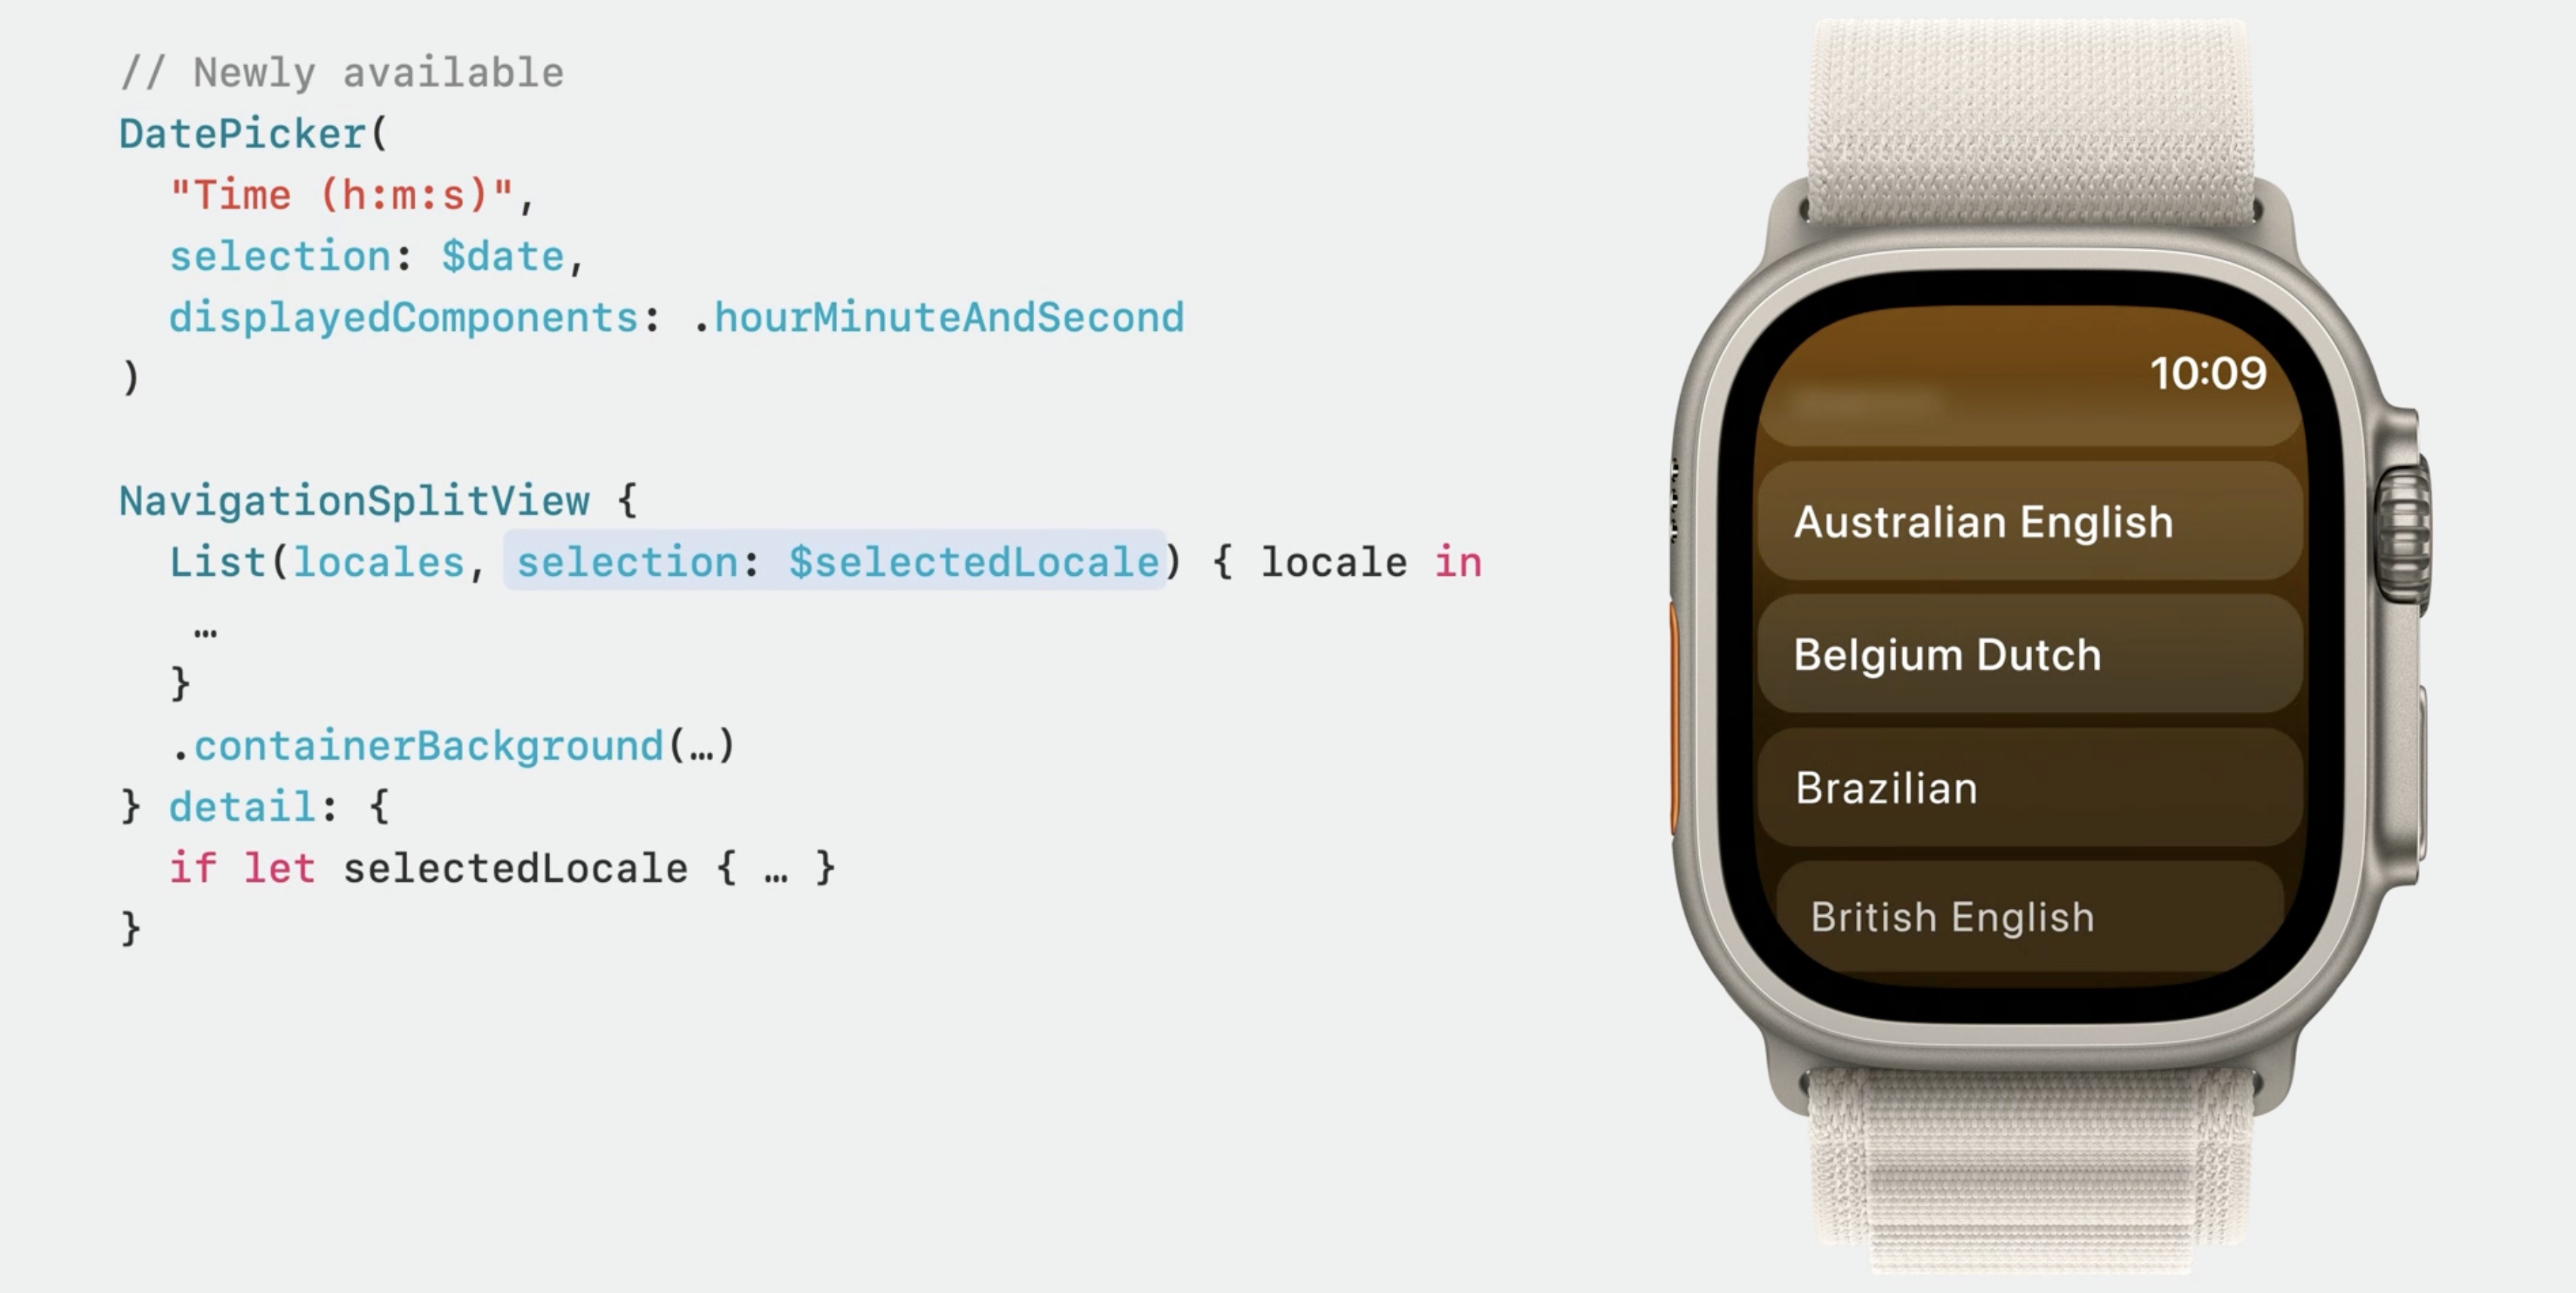 // Newly available
DatePicker(
"Time (h:m:s)",
selection: $date,
displayedComponents: .hourMinuteAndSecond
)
NavigationSplitView {
List(locales, selection: $selectedLocale) { locale in
…
}
.containerBackground(…)
} detail: {
if let selectedLocale { … }
}
10:09
Australian English
Belgium Dutch
Brazilian
British English